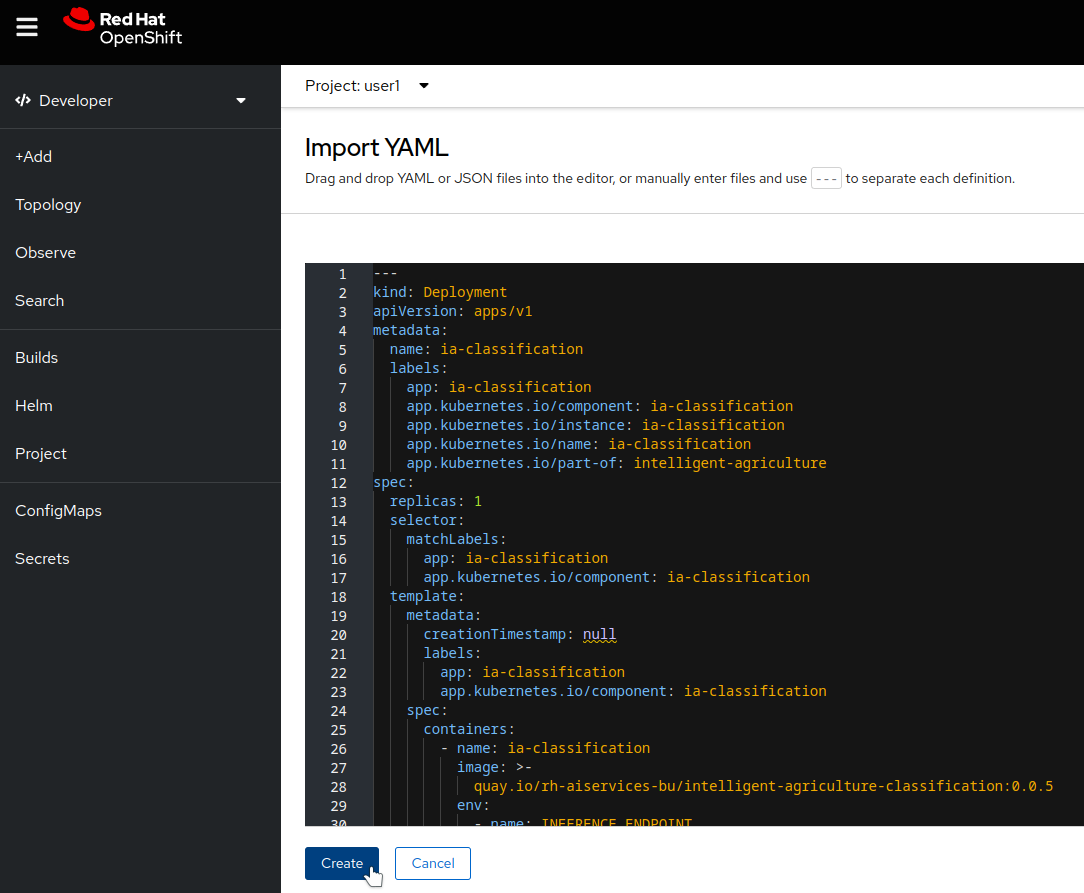 Red Hat
OpenShift
Developer
+Add
Topology
Observe
Search
Builds
Helm
Project
ConfigMaps
Secrets
Project: user1
Import YAML
Drag and drop YAML or JSON files into the editor, or manually enter files and use --- to separate each definition.
1 ---
2 kind: Deployment
3 apiVersion: apps/v1
4 metadata:
5   name: ia-classification
6   labels:
7     app: ia-classification
8     app.kubernetes.io/component: ia-classification
9     app.kubernetes.io/instance: ia-classification
10     app.kubernetes.io/name: ia-classification
11     app.kubernetes.io/part-of: intelligent-agriculture
12 spec:
13   replicas: 1
14   selector:
15     matchLabels:
16       app: ia-classification
17       app.kubernetes.io/component: ia-classification
18   template:
19     metadata:
20       creationTimestamp: null
21       labels:
22         app: ia-classification
23         app.kubernetes.io/component: ia-classification
24     spec:
25       containers:
26         - name: ia-classification
27           image: >-
28             quay.io/rh-aiservices-bu/intelligent-agriculture-classification:0.0.5
29           env:
30             - name: INFERENCE_ENDPOINT
Create
Cancel